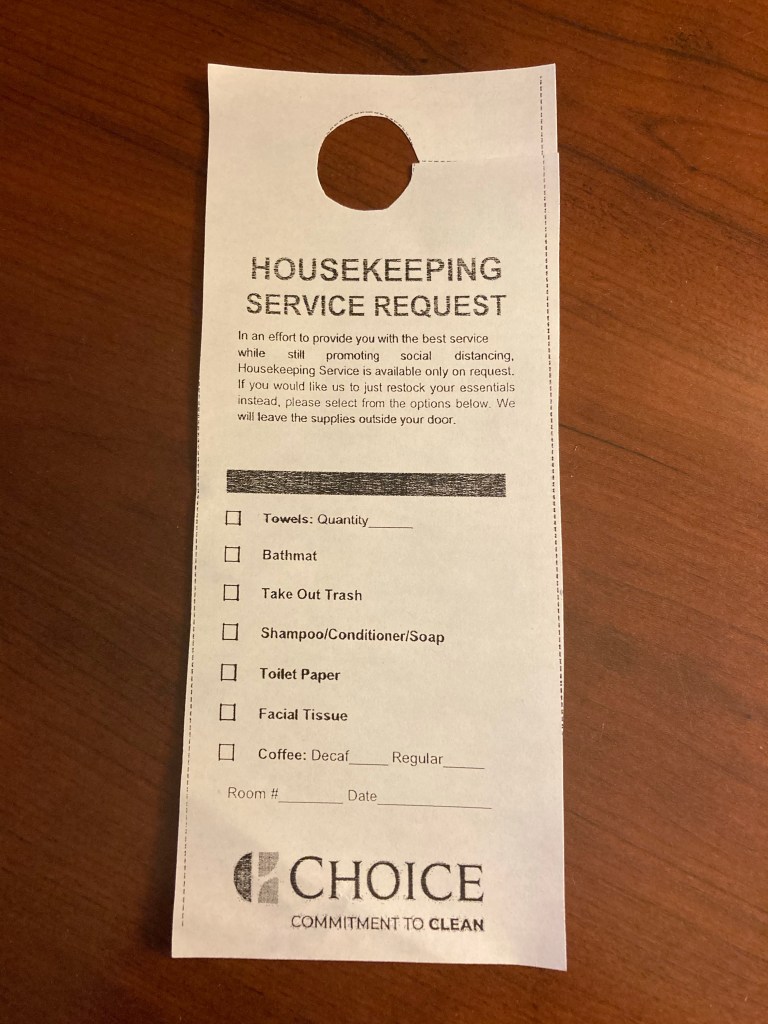 HOUSEKEEPING
SERVICE REQUEST
In an effort to provide you with the best service
while still promoting social distancing,
Housekeeping Service is available only on request.
If you would like us to just restock your essentials
instead, please select from the options below. We
will leave the supplies outside your door.
Towels: Quantity______
Bathmat
Take Out Trash
Shampoo/Conditioner/Soap
Toilet Paper
Facial Tissue
Coffee: Decaf_____ Regular_____
Room #________ Date______________
CHOICE
COMMITMENT TO CLEAN